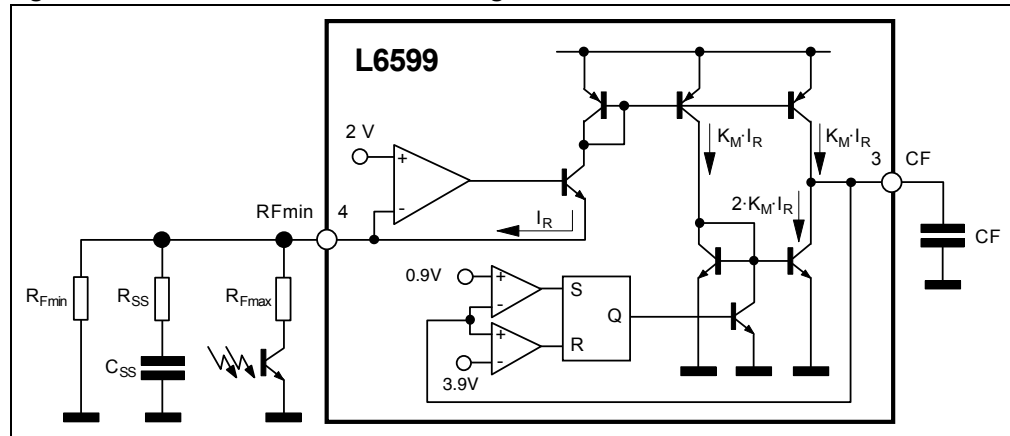 L6599
2 V
+
-
RFmin
4
I_R
K_M·I_R
K_M·I_R
3
CF
2·K_M·I_R
CF
R_Fmin
R_SS
R_Fmax
C_SS
0.9V
+
-
S
Q
+
-
R
3.9V